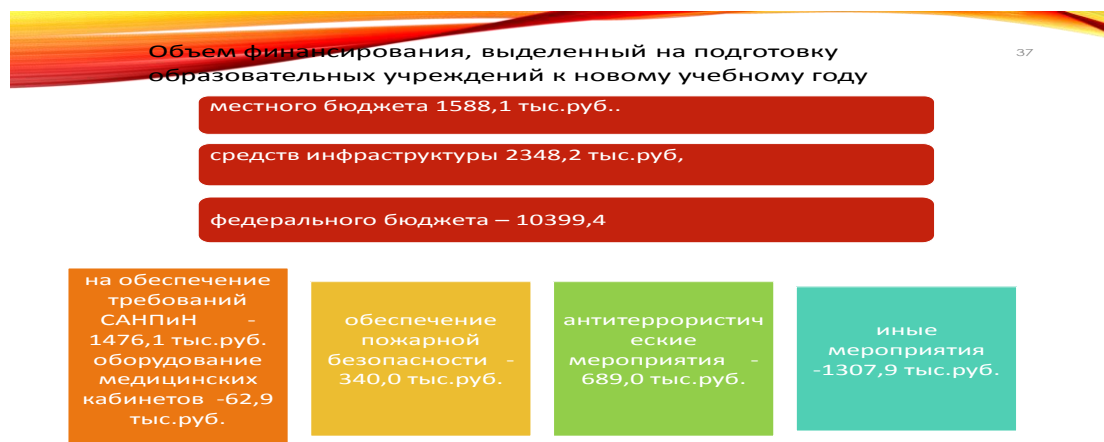 Объем финансирования, выделенный на подготовку
образовательных учреждений к новому учебному году
37
местного бюджета 1588,1 тыс.руб..
средств инфраструктуры 2348,2 тыс.руб,
федерального бюджета – 10399,4
на обеспечение
требований
САНПиН -
1476,1 тыс.руб.
оборудование
медицинских
кабинетов -62,9
тыс.руб.
обеспечение
пожарной
безопасности -
340,0 тыс.руб.
антитеррористич
еские
мероприятия -
689,0 тыс.руб.
иные
мероприятия
-1307,9 тыс.руб.